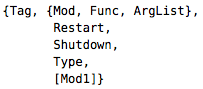 {Tag, {Mod, Func, ArgList},
Restart,
Shutdown,
Type,
[Mod1]}